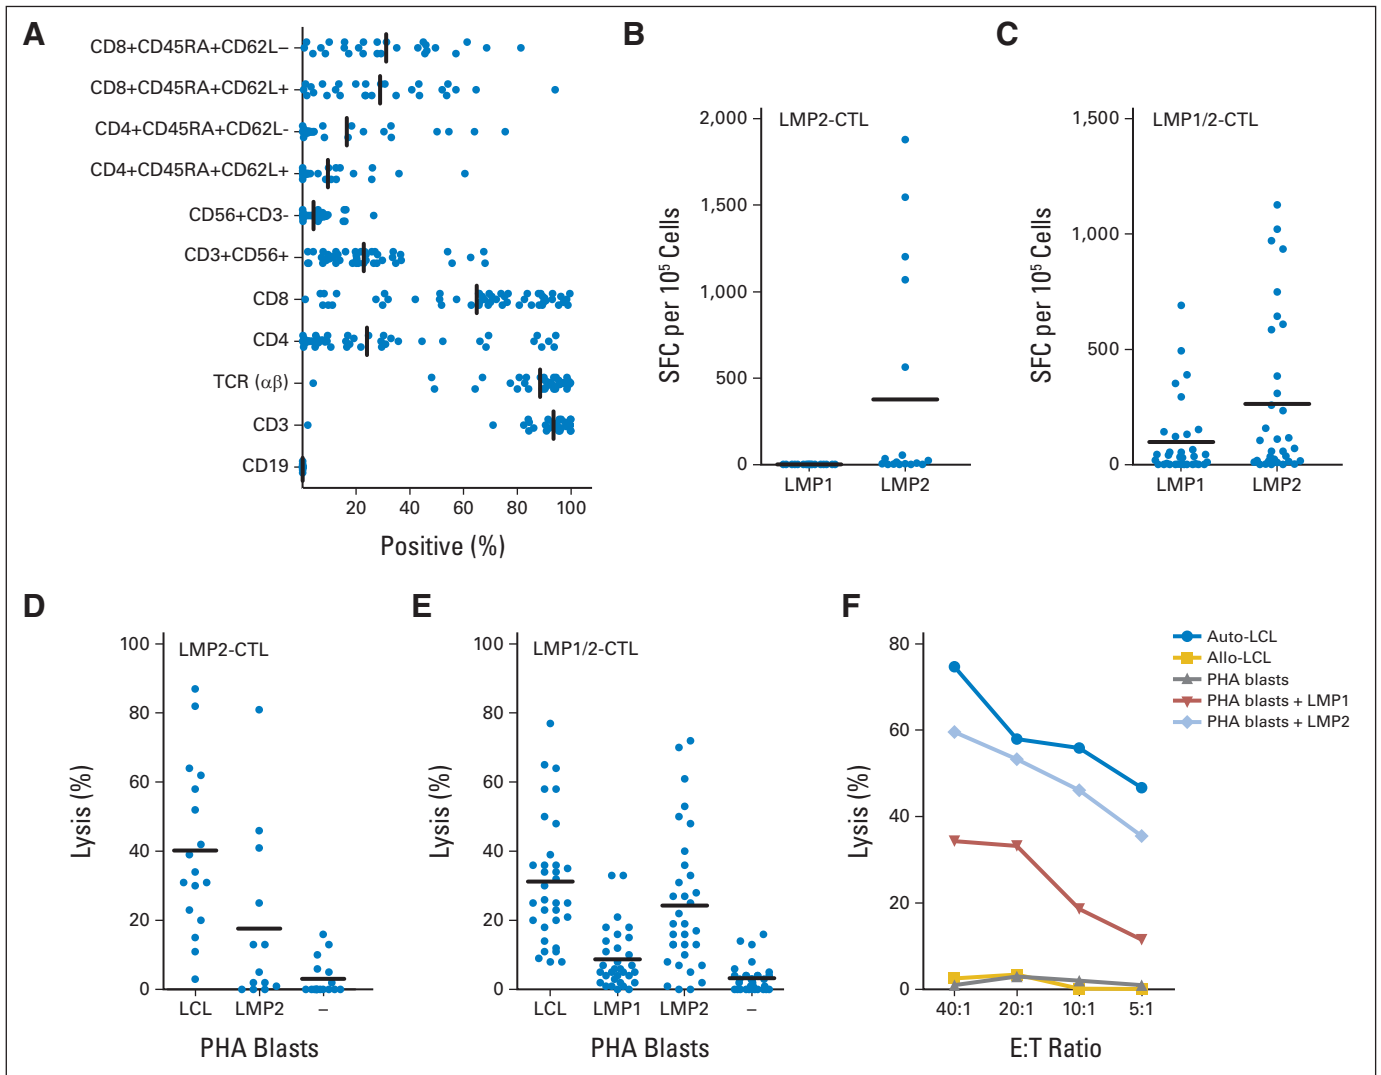 A
CD8+CD45RA+CD62L–
CD8+CD45RA+CD62L+
CD4+CD45RA+CD62L-
CD4+CD45RA+CD62L+
CD56+CD3-
CD3+CD56+
CD8
CD4
TCR (αβ)
CD3
CD19
20 40 60 80 100
Positive (%)
B
LMP2-CTL
SFC per 10⁵ Cells
2,000
1,500
1,000
500
0
LMP1 LMP2
C
LMP1/2-CTL
SFC per 10⁵ Cells
1,500
1,000
500
0
LMP1 LMP2
D
LMP2-CTL
Lysis (%)
100
80
60
40
20
0
LCL LMP2 –
PHA Blasts
E
LMP1/2-CTL
Lysis (%)
100
80
60
40
20
0
LCL LMP1 LMP2 –
PHA Blasts
F
Lysis (%)
80
60
40
20
0
40:1 20:1 10:1 5:1
E:T Ratio
Auto-LCL
Allo-LCL
PHA blasts
PHA blasts + LMP1
PHA blasts + LMP2